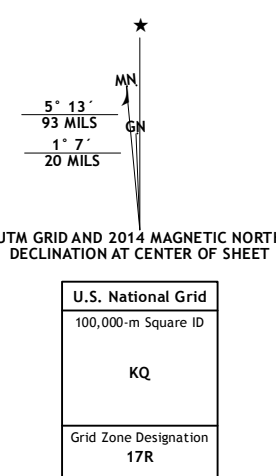 MN
GN
5° 13´
93 MILS
1° 7´
20 MILS
UTM GRID AND 2014 MAGNETIC NORTH
DECLINATION AT CENTER OF SHEET
U.S. National Grid
100,000-m Square ID
KQ
Grid Zone Designation
17R